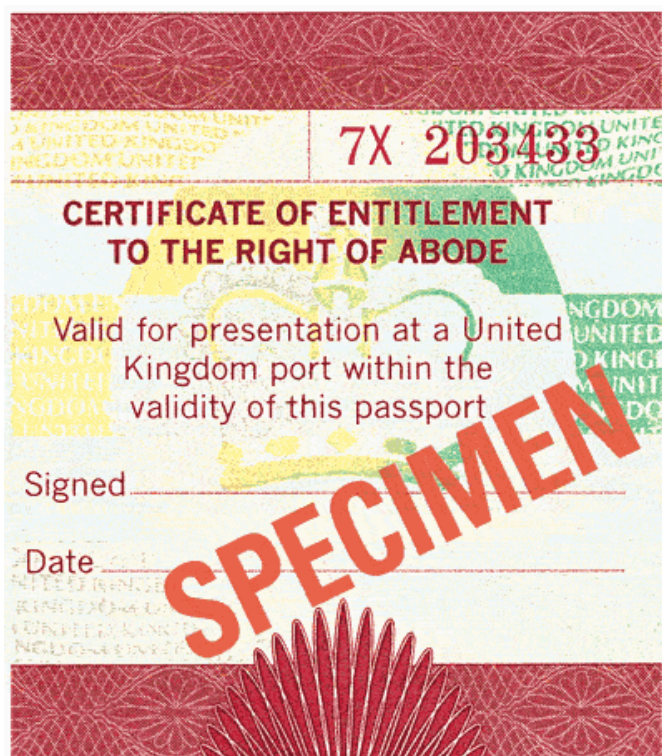 7X 203433
CERTIFICATE OF ENTITLEMENT
TO THE RIGHT OF ABODE
Valid for presentation at a United
Kingdom port within the
validity of this passport
Signed
Date
SPECIMEN